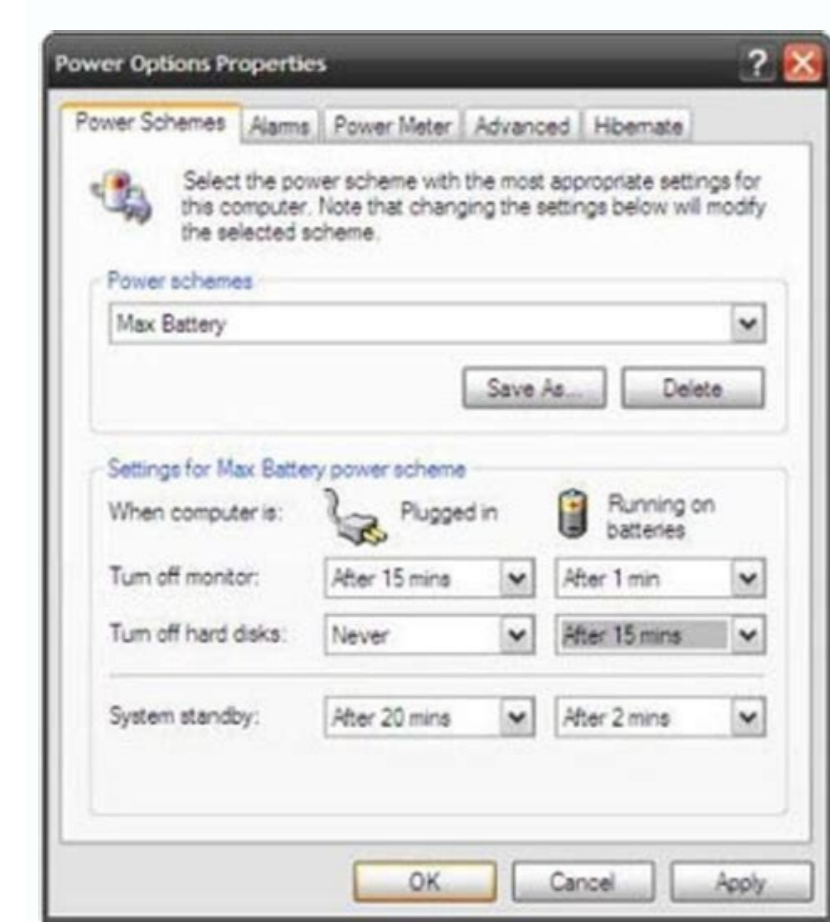 Power Options Properties
Power Schemes Alarms Power Meter Advanced Hibernate
Select the power scheme with the most appropriate settings for
this computer. Note that changing the settings below will modify
the selected scheme.
Power schemes
Max Battery
Save As... Delete
Settings for Max Battery power scheme
When computer is: Plugged in Running on
batteries
Turn off monitor: After 15 mins After 1 min
Turn off hard disks: Never After 15 mins
System standby: After 20 mins After 2 mins
OK Cancel Apply